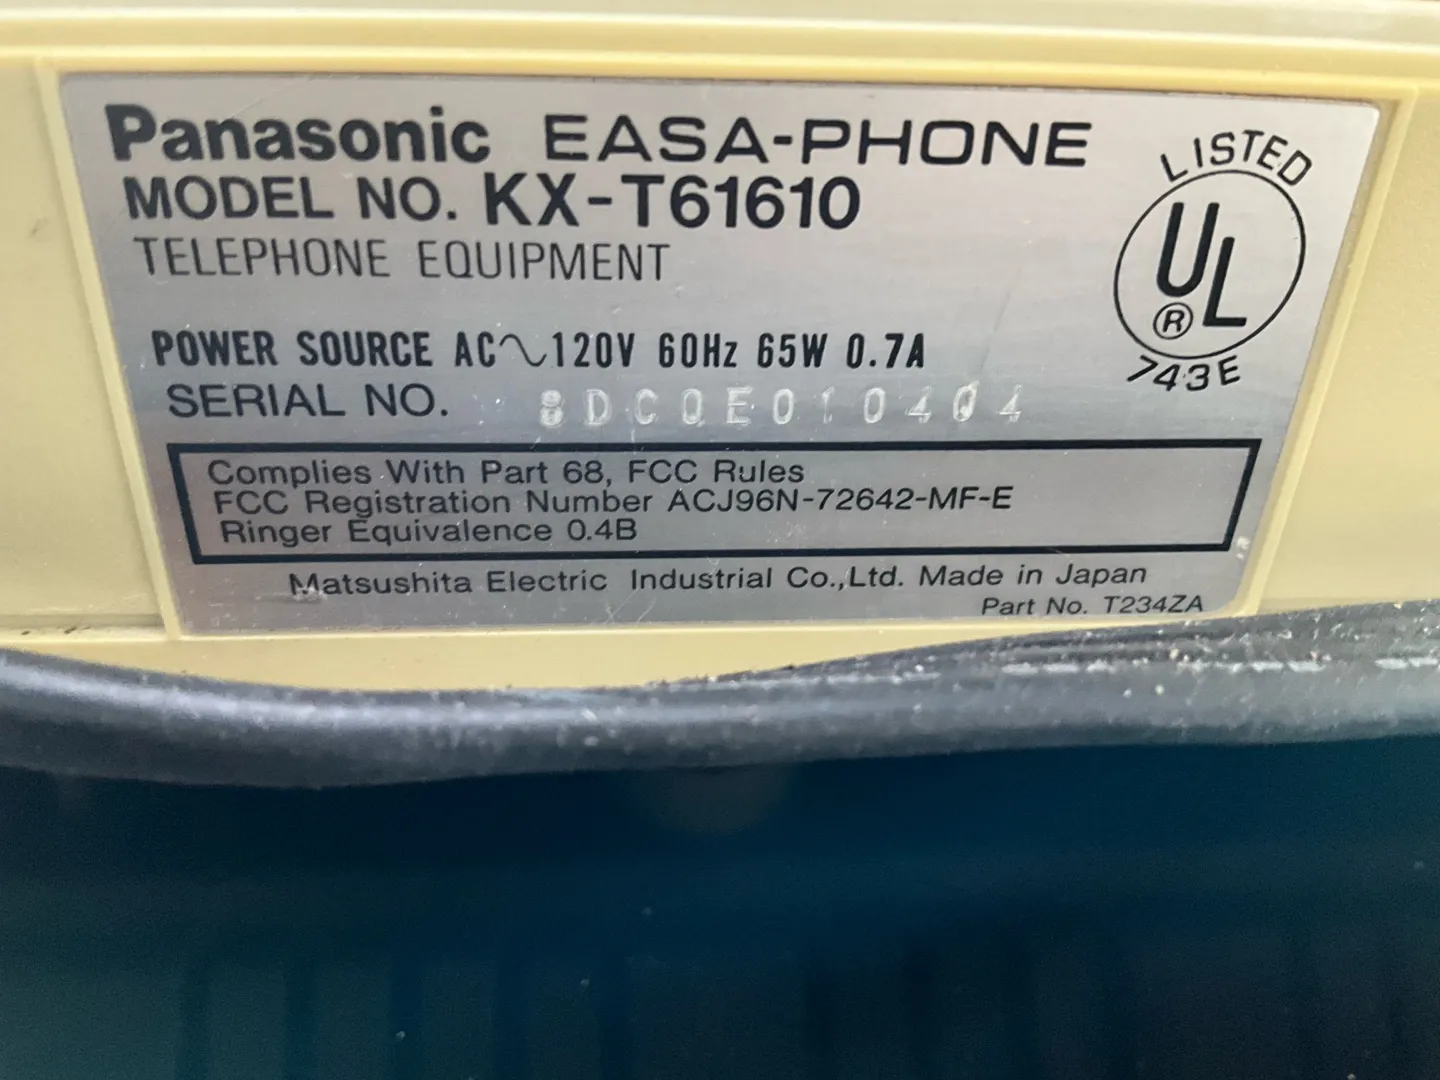 Panasonic EASA-PHONE
MODEL NO. KX-T61610
TELEPHONE EQUIPMENT
LISTED
UL
®
743E
POWER SOURCE AC~120V 60Hz 65W 0.7A
SERIAL NO. 8DCQE010404
Complies With Part 68, FCC Rules
FCC Registration Number ACJ96N-72642-MF-E
Ringer Equivalence 0.4B
Matsushita Electric Industrial Co.,Ltd. Made in Japan
Part No. T234ZA